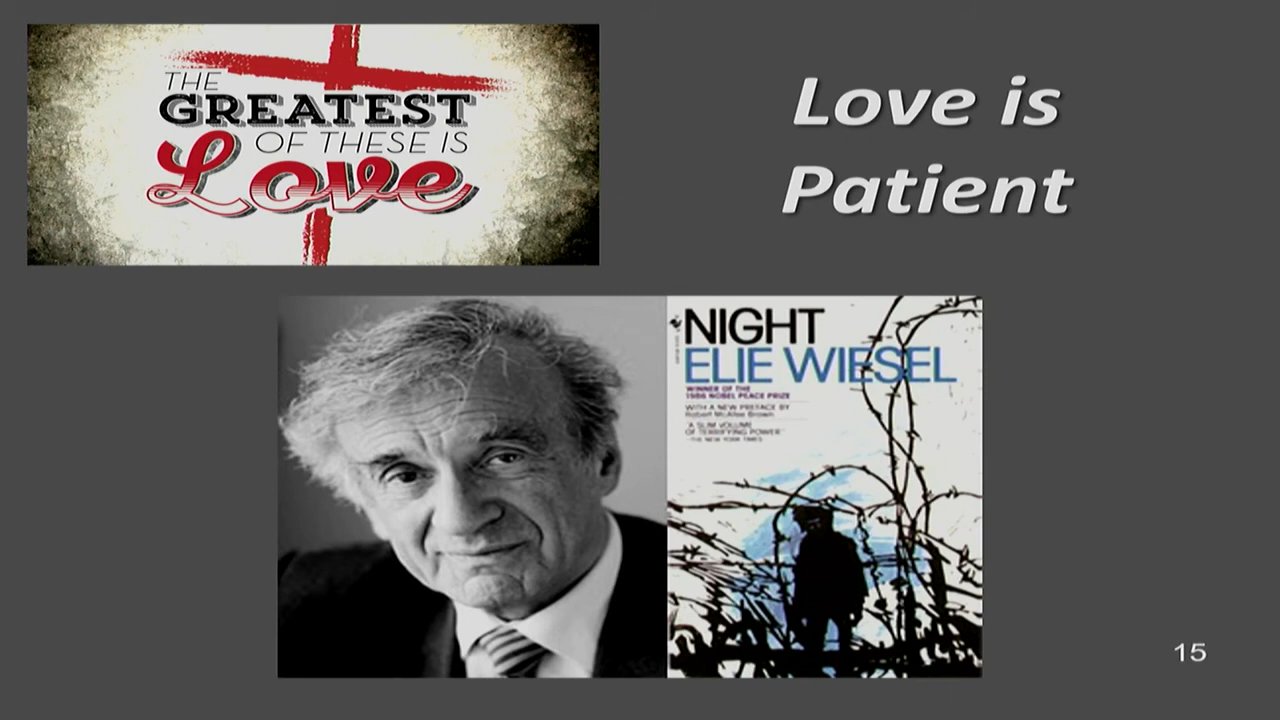 THE
GREATEST
OF THESE IS
Love
Love is
Patient
NIGHT
ELIE WIESEL
WINNER OF THE
1986 NOBEL PEACE PRIZE
WITH A NEW PREFACE BY
Robert McAfee Brown
"A SLIM VOLUME
OF TERRIFYING POWER"
—THE NEW YORK TIMES
15